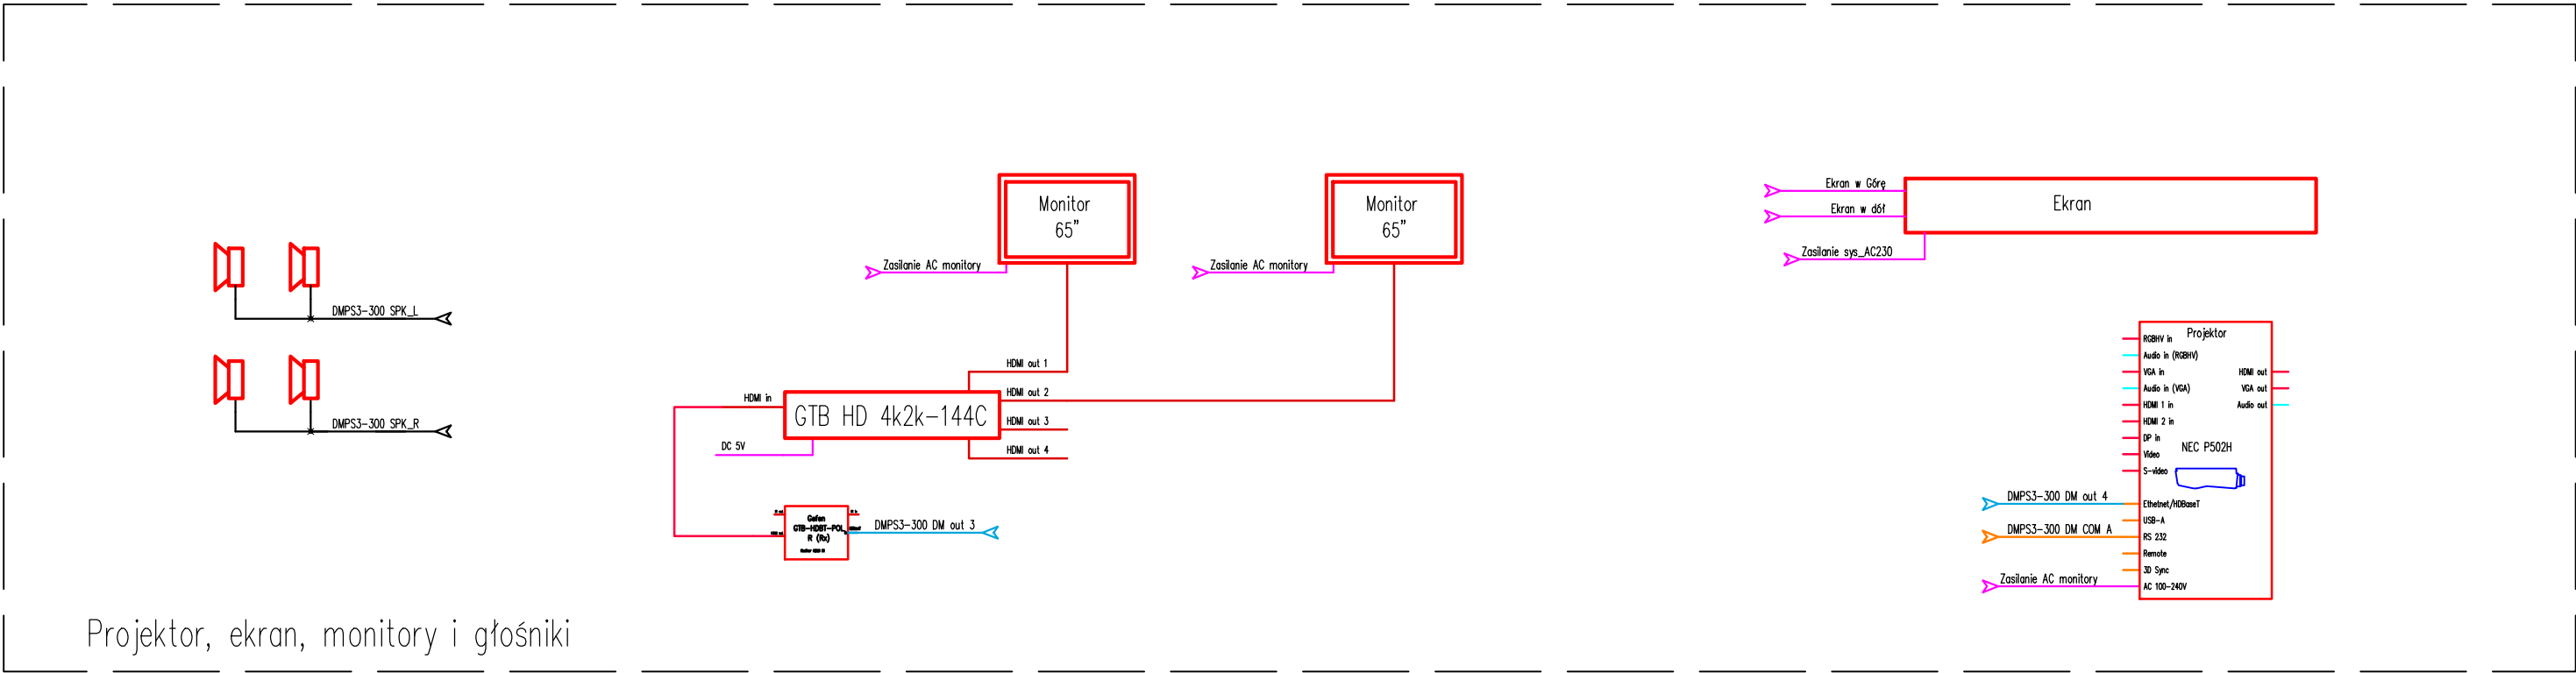 DMPS3-300 SPK_L
DMPS3-300 SPK_R
Monitor
65"
Zasilanie AC monitory
Monitor
65"
Zasilanie AC monitory
HDMI out 1
HDMI out 2
HDMI out 3
HDMI out 4
HDMI in
GTB HD 4k2k-144C
DC 5V
Gefen
GTB-HDBT-POL
R (Rx)
DMPS3-300 DM out 3
Ekran w Górę
Ekran w dół
Zasilanie sys_AC230
Ekran
Projektor
RGBHV in
Audio in (RGBHV)
VGA in
Audio in (VGA)
HDMI 1 in
HDMI 2 in
DP in
Video
S-video
HDMI out
VGA out
Audio out
NEC P502H
DMPS3-300 DM out 4
Ethetnet/HDBaseT
USB-A
DMPS3-300 DM COM A
RS 232
Remote
3D Sync
Zasilanie AC monitory
AC 100-240V
Projektor, ekran, monitory i głośniki